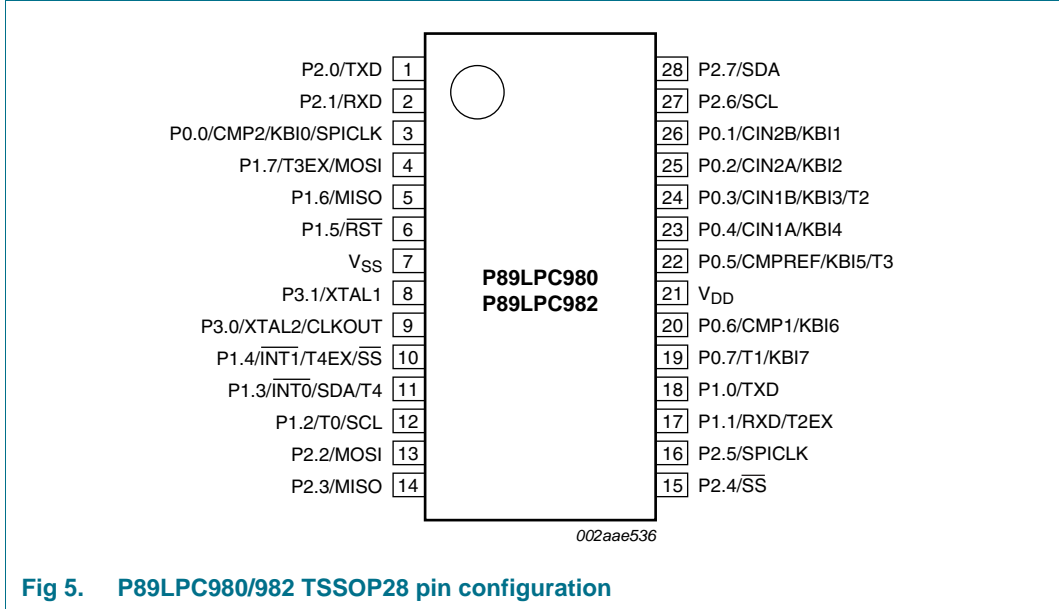 P2.0/TXD 1
P2.1/RXD 2
P0.0/CMP2/KBI0/SPICLK 3
P1.7/T3EX/MOSI 4
P1.6/MISO 5
P1.5/R̅S̅T̅ 6
VSS 7
P3.1/XTAL1 8
P3.0/XTAL2/CLKOUT 9
P1.4/I̅N̅T̅1̅/T4EX/S̅S̅ 10
P1.3/I̅N̅T̅0̅/SDA/T4 11
P1.2/T0/SCL 12
P2.2/MOSI 13
P2.3/MISO 14
P89LPC980
P89LPC982
28 P2.7/SDA
27 P2.6/SCL
26 P0.1/CIN2B/KBI1
25 P0.2/CIN2A/KBI2
24 P0.3/CIN1B/KBI3/T2
23 P0.4/CIN1A/KBI4
22 P0.5/CMPREF/KBI5/T3
21 VDD
20 P0.6/CMP1/KBI6
19 P0.7/T1/KBI7
18 P1.0/TXD
17 P1.1/RXD/T2EX
16 P2.5/SPICLK
15 P2.4/S̅S̅
002aae536
Fig 5. P89LPC980/982 TSSOP28 pin configuration